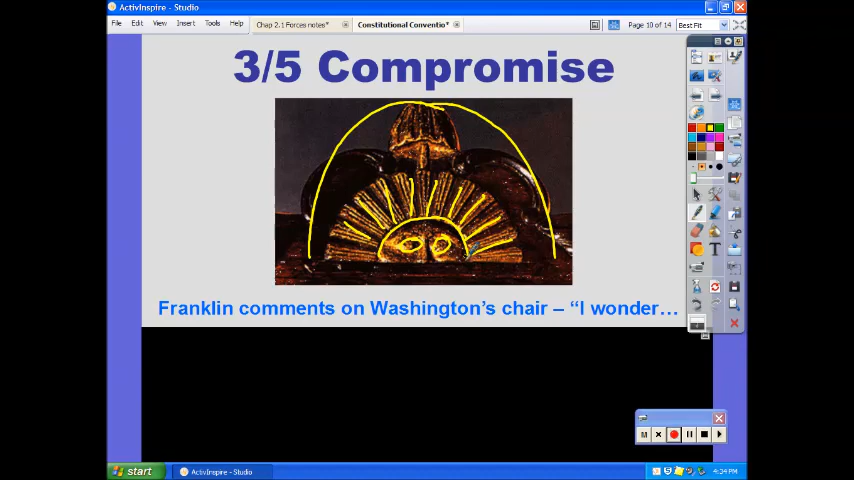 ActivInspire - Studio
File Edit View Insert Tools Help
Chap 2.1 Forces notes*
Constitutional Conventio*
Page 10 of 14
Best Fit
3/5 Compromise
Franklin comments on Washington's chair – “I wonder…
start
ActivInspire - Studio
4:34 PM